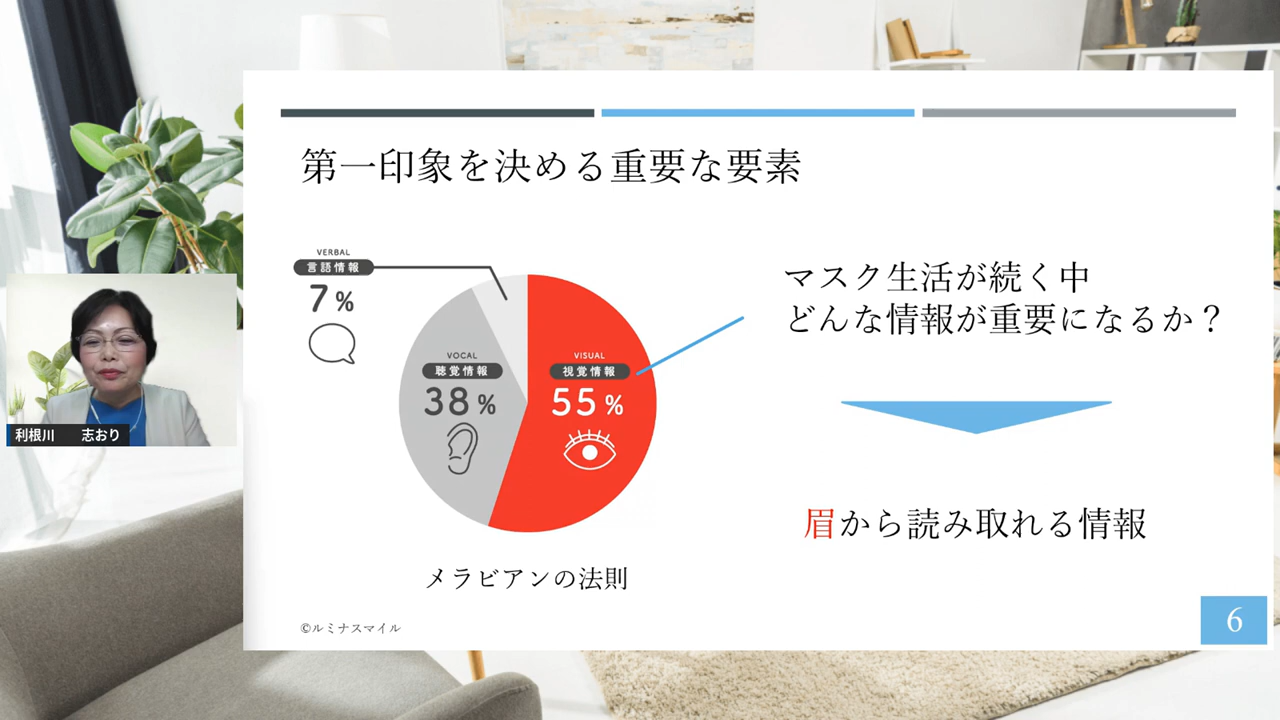 第一印象を決める重要な要素
VERBAL
言語情報
7%
VOCAL
聴覚情報
38%
VISUAL
視覚情報
55%
マスク生活が続く中
どんな情報が重要になるか？
眉から読み取れる情報
メラビアンの法則
©ルミナスマイル
6
利根川 志おり